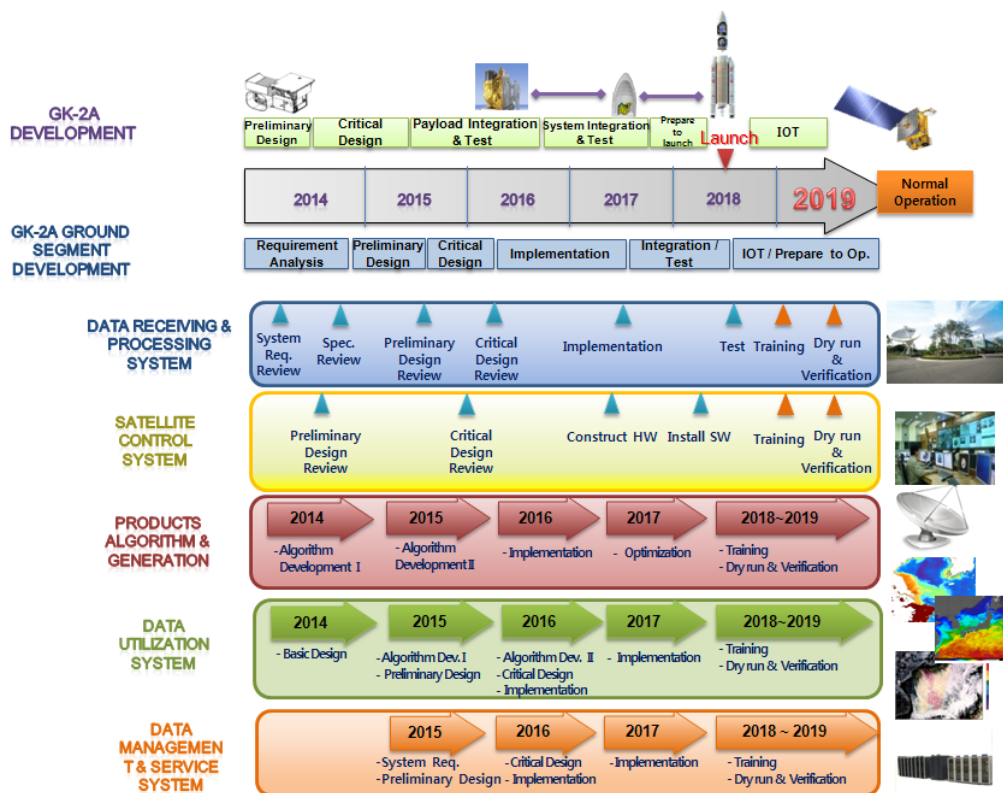 GK-2A
DEVELOPMENT
Preliminary
Design
Critical
Design
Payload Integration
& Test
System Integration
& Test
Prepare
to
launch
Launch
IOT
2014
2015
2016
2017
2018
2019
Normal
Operation
GK-2A GROUND
SEGMENT
DEVELOPMENT
Requirement
Analysis
Preliminary
Design
Critical
Design
Implementation
Integration /
Test
IOT / Prepare to Op.
DATA RECEIVING &
PROCESSING
SYSTEM
System
Req.
Review
Spec.
Review
Preliminary
Design
Review
Critical
Design
Review
Implementation
Test
Training
Dry run
&
Verification
SATELLITE
CONTROL
SYSTEM
Preliminary
Design
Review
Critical
Design
Review
Construct HW
Install SW
Training
Dry run
&
Verification
PRODUCTS
ALGORITHM &
GENERATION
2014
- Algorithm
Development I
2015
- Algorithm
Development II
2016
- Implementation
2017
- Optimization
2018~2019
- Training
- Dry run & Verification
DATA
UTILIZATION
SYSTEM
2014
- Basic Design
2015
- Algorithm Dev. I
- Preliminary Design
2016
- Algorithm Dev. II
- Critical Design
- Implementation
2017
- Implementation
2018~2019
- Training
- Dry run & Verification
DATA
MANAGEMEN
T & SERVICE
SYSTEM
2015
- System Req.
- Preliminary Design
2016
- Critical Design
- Implementation
2017
- Implementation
2018 ~ 2019
- Training
- Dry run & Verification